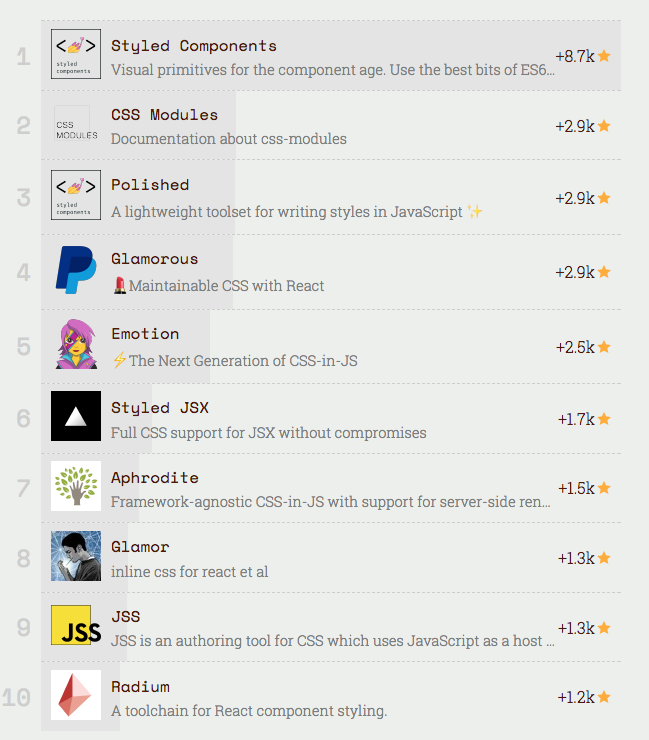 1
<💅>
styled
components
Styled Components
Visual primitives for the component age. Use the best bits of ES6...
+8.7k
2
CSS
MODULES
CSS Modules
Documentation about css-modules
+2.9k
3
<💅>
styled
components
Polished
A lightweight toolset for writing styles in JavaScript ✨
+2.9k
4
Glamorous
💄Maintainable CSS with React
+2.9k
5
Emotion
⚡The Next Generation of CSS-in-JS
+2.5k
6
Styled JSX
Full CSS support for JSX without compromises
+1.7k
7
Aphrodite
Framework-agnostic CSS-in-JS with support for server-side ren...
+1.5k
8
Glamor
inline css for react et al
+1.3k
9
JSS
JSS
JSS is an authoring tool for CSS which uses JavaScript as a host ...
+1.3k
10
Radium
A toolchain for React component styling.
+1.2k